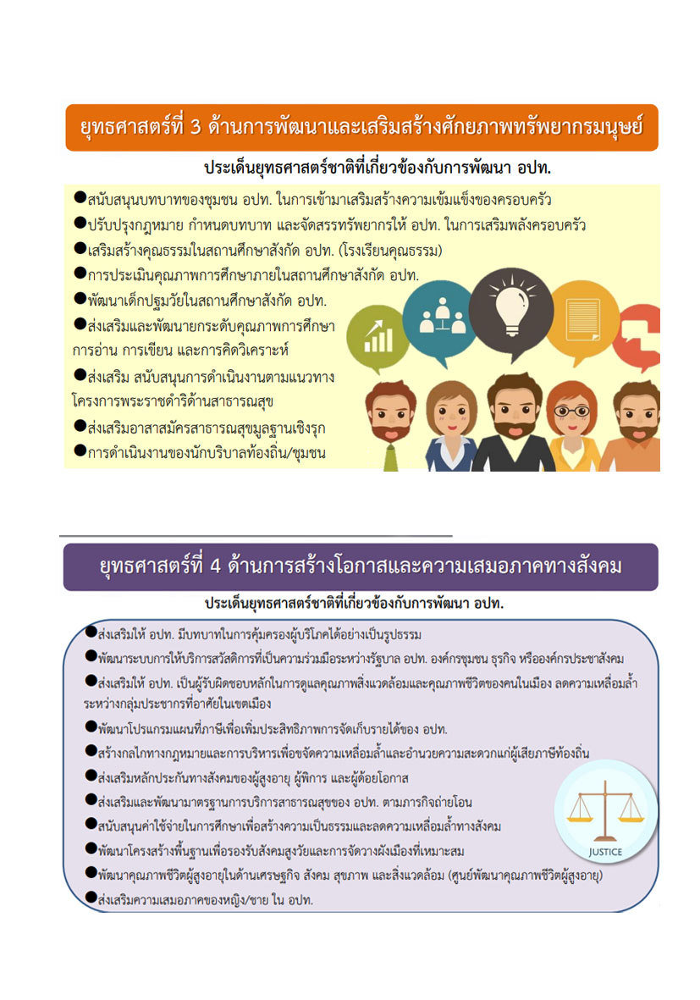 ยุทธศาสตร์ที่ 3 ด้านการพัฒนาและเสริมสร้างศักยภาพทรัพยากรมนุษย์
ประเด็นยุทธศาสตร์ชาติที่เกี่ยวข้องกับการพัฒนา อปท.
●สนับสนุนบทบาทของชุมชน อปท. ในการเข้ามาเสริมสร้างความเข้มแข็งของครอบครัว
●ปรับปรุงกฎหมาย กำหนดบทบาท และจัดสรรทรัพยากรให้ อปท. ในการเสริมพลังครอบครัว
●เสริมสร้างคุณธรรมในสถานศึกษาสังกัด อปท. (โรงเรียนคุณธรรม)
●การประเมินคุณภาพการศึกษาภายในสถานศึกษาสังกัด อปท.
●พัฒนาเด็กปฐมวัยในสถานศึกษาสังกัด อปท.
●ส่งเสริมและพัฒนายกระดับคุณภาพการศึกษา
การอ่าน การเขียน และการคิดวิเคราะห์
●ส่งเสริม สนับสนุนการดำเนินงานตามแนวทาง
โครงการพระราชดำริด้านสาธารณสุข
●ส่งเสริมอาสาสมัครสาธารณสุขมูลฐานเชิงรุก
●การดำเนินงานของนักบริบาลท้องถิ่น/ชุมชน
ยุทธศาสตร์ที่ 4 ด้านการสร้างโอกาสและความเสมอภาคทางสังคม
ประเด็นยุทธศาสตร์ชาติที่เกี่ยวข้องกับการพัฒนา อปท.
●ส่งเสริมให้ อปท. มีบทบาทในการคุ้มครองผู้บริโภคได้อย่างเป็นรูปธรรม
●พัฒนาระบบการให้บริการสวัสดิการที่เป็นความร่วมมือระหว่างรัฐบาล อปท. องค์กรชุมชน ธุรกิจ หรือองค์กรประชาสังคม
●ส่งเสริมให้ อปท. เป็นผู้รับผิดชอบหลักในการดูแลคุณภาพสิ่งแวดล้อมและคุณภาพชีวิตของคนในเมือง ลดความเหลื่อมล้ำ
ระหว่างกลุ่มประชากรที่อาศัยในเขตเมือง
●พัฒนาโปรแกรมแผนที่ภาษีเพื่อเพิ่มประสิทธิภาพการจัดเก็บรายได้ของ อปท.
●สร้างกลไกทางกฎหมายและการบริหารเพื่อขจัดความเหลื่อมล้ำและอำนวยความสะดวกแก่ผู้เสียภาษีท้องถิ่น
●ส่งเสริมหลักประกันทางสังคมของผู้สูงอายุ ผู้พิการ และผู้ด้อยโอกาส
●ส่งเสริมและพัฒนามาตรฐานการบริการสาธารณสุขของ อปท. ตามภารกิจถ่ายโอน
●สนับสนุนค่าใช้จ่ายในการศึกษาเพื่อสร้างความเป็นธรรมและลดความเหลื่อมล้ำทางสังคม
●พัฒนาโครงสร้างพื้นฐานเพื่อรองรับสังคมสูงวัยและการจัดวางผังเมืองที่เหมาะสม
JUSTICE
●พัฒนาคุณภาพชีวิตผู้สูงอายุในด้านเศรษฐกิจ สังคม สุขภาพ และสิ่งแวดล้อม (ศูนย์พัฒนาคุณภาพชีวิตผู้สูงอายุ)
●ส่งเสริมความเสมอภาคของหญิง/ชาย ใน อปท.